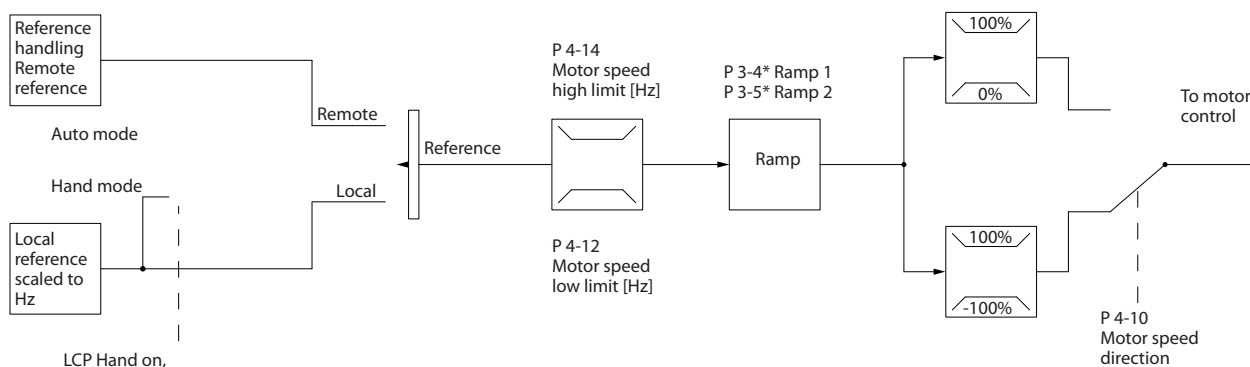 Reference
handling
Remote
reference
Auto mode
Remote
Hand mode
Local
Local
reference
scaled to
Hz
LCP Hand on,
Reference
P 4-14
Motor speed
high limit [Hz]
P 4-12
Motor speed
low limit [Hz]
P 3-4* Ramp 1
P 3-5* Ramp 2
Ramp
100%
0%
100%
-100%
To motor
control
P 4-10
Motor speed
direction